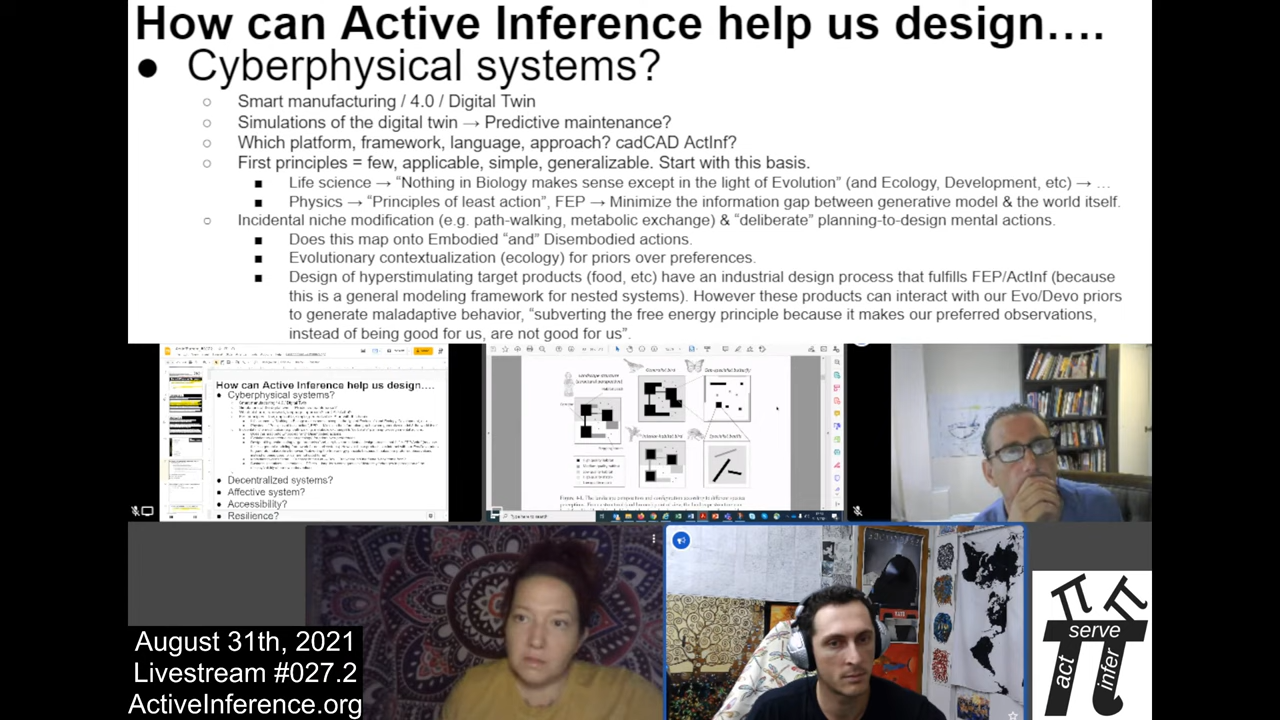 How can Active Inference help us design….
● Cyberphysical systems?
○ Smart manufacturing / 4.0 / Digital Twin
○ Simulations of the digital twin → Predictive maintenance?
○ Which platform, framework, language, approach? cadCAD ActInf?
○ First principles = few, applicable, simple, generalizable. Start with this basis.
■ Life science → “Nothing in Biology makes sense except in the light of Evolution” (and Ecology, Development, etc) → …
■ Physics → “Principles of least action”, FEP → Minimize the information gap between generative model & the world itself.
○ Incidental niche modification (e.g. path-walking, metabolic exchange) & “deliberate” planning-to-design mental actions.
■ Does this map onto Embodied “and” Disembodied actions.
■ Evolutionary contextualization (ecology) for priors over preferences.
■ Design of hyperstimulating target products (food, etc) have an industrial design process that fulfills FEP/ActInf (because
this is a general modeling framework for nested systems). However these products can interact with our Evo/Devo priors
to generate maladaptive behavior, “subverting the free energy principle because it makes our preferred observations,
instead of being good for us, are not good for us”.
How can Active Inference help us design….
● Cyberphysical systems?
● Decentralized systems?
● Affective system?
● Accessibility?
● Resilience?
August 31th, 2021
Livestream #027.2
ActiveInference.org
serve
act
infer